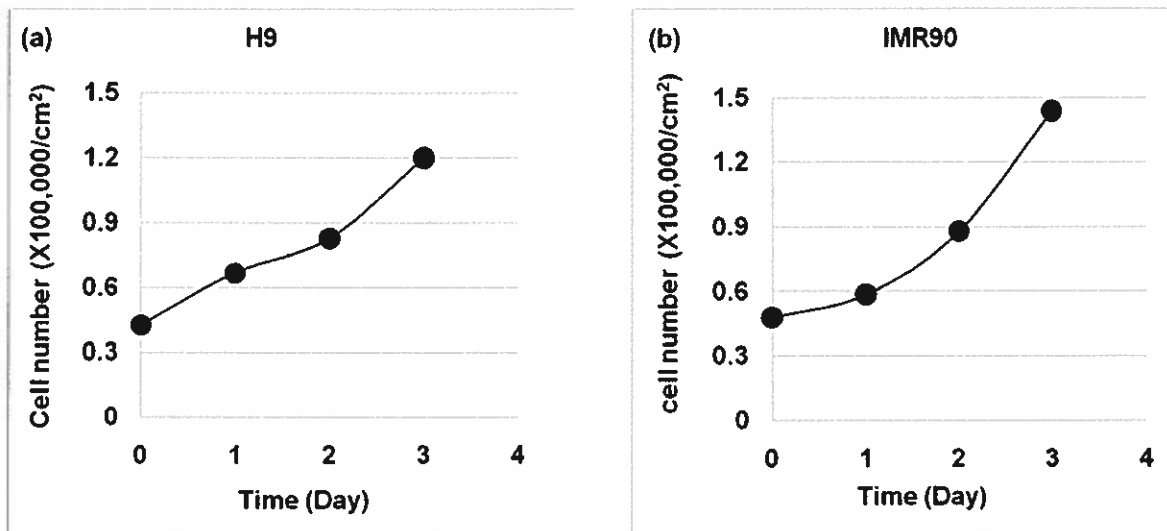 (a) H9
Cell number (X100,000/cm²)
1.5
1.2
0.9
0.6
0.3
0
0 1 2 3 4
Time (Day)
(b) IMR90
cell number (X100,000/cm²)
1.5
1.2
0.9
0.6
0.3
0
0 1 2 3 4
Time (Day)